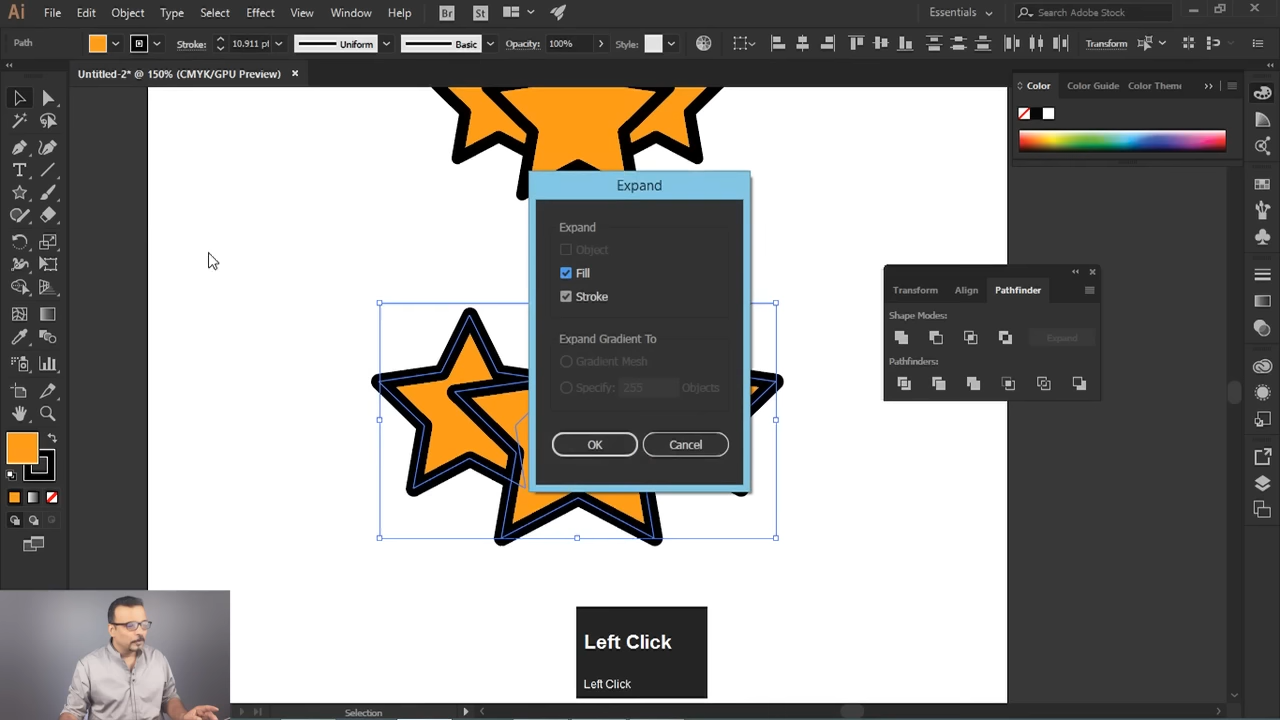 Ai File Edit Object Type Select Effect View Window Help Br St Essentials Search Adobe Stock
Path Stroke: 10.911 pt Uniform Basic Opacity: 100% Style: Transform
Untitled-2* @ 150% (CMYK/GPU Preview) ×
Color Color Guide Color Theme
Expand
Expand
Object
Fill
Stroke
Expand Gradient To
Gradient Mesh
Specify: 255 Objects
OK Cancel
Transform Align Pathfinder
Shape Modes:
Expand
Pathfinders:
Left Click
Left Click
Selection